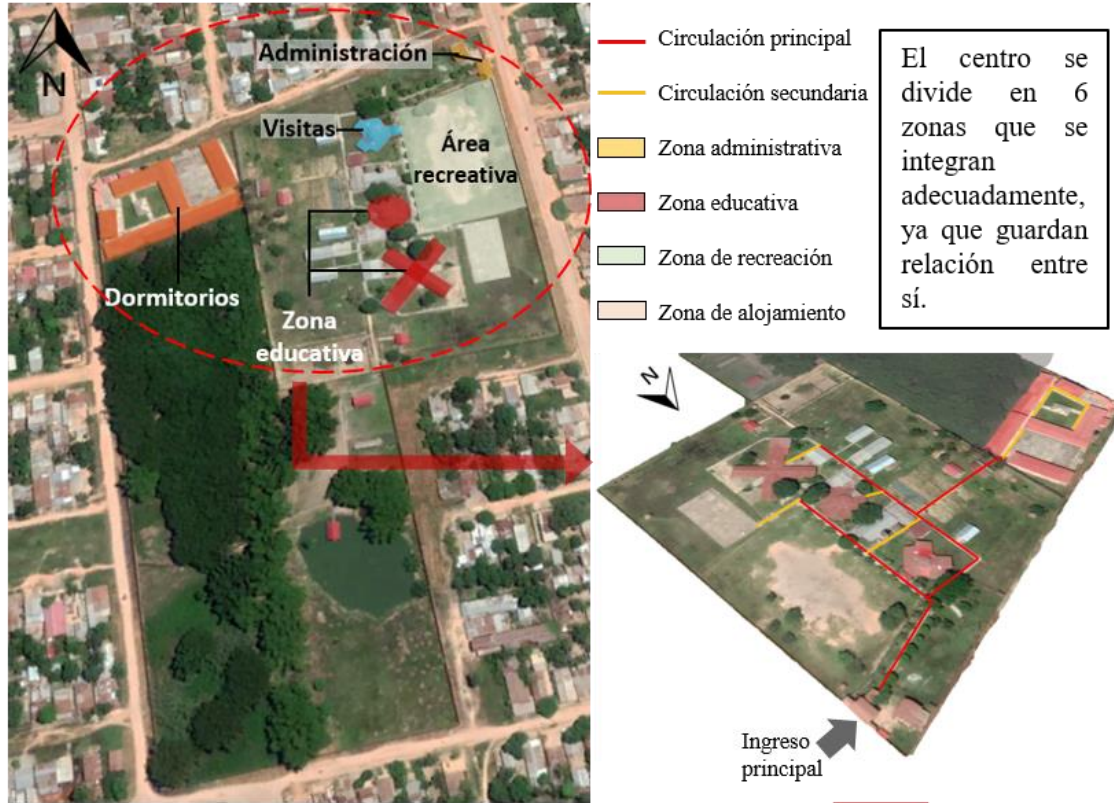 N
Administración
Visitas
Área
recreativa
Dormitorios
Zona
educativa
Circulación principal
Circulación secundaria
Zona administrativa
Zona educativa
Zona de recreación
Zona de alojamiento
El centro se
divide en 6
zonas que se
integran
adecuadamente,
ya que guardan
relación entre
sí.
N
Ingreso
principal